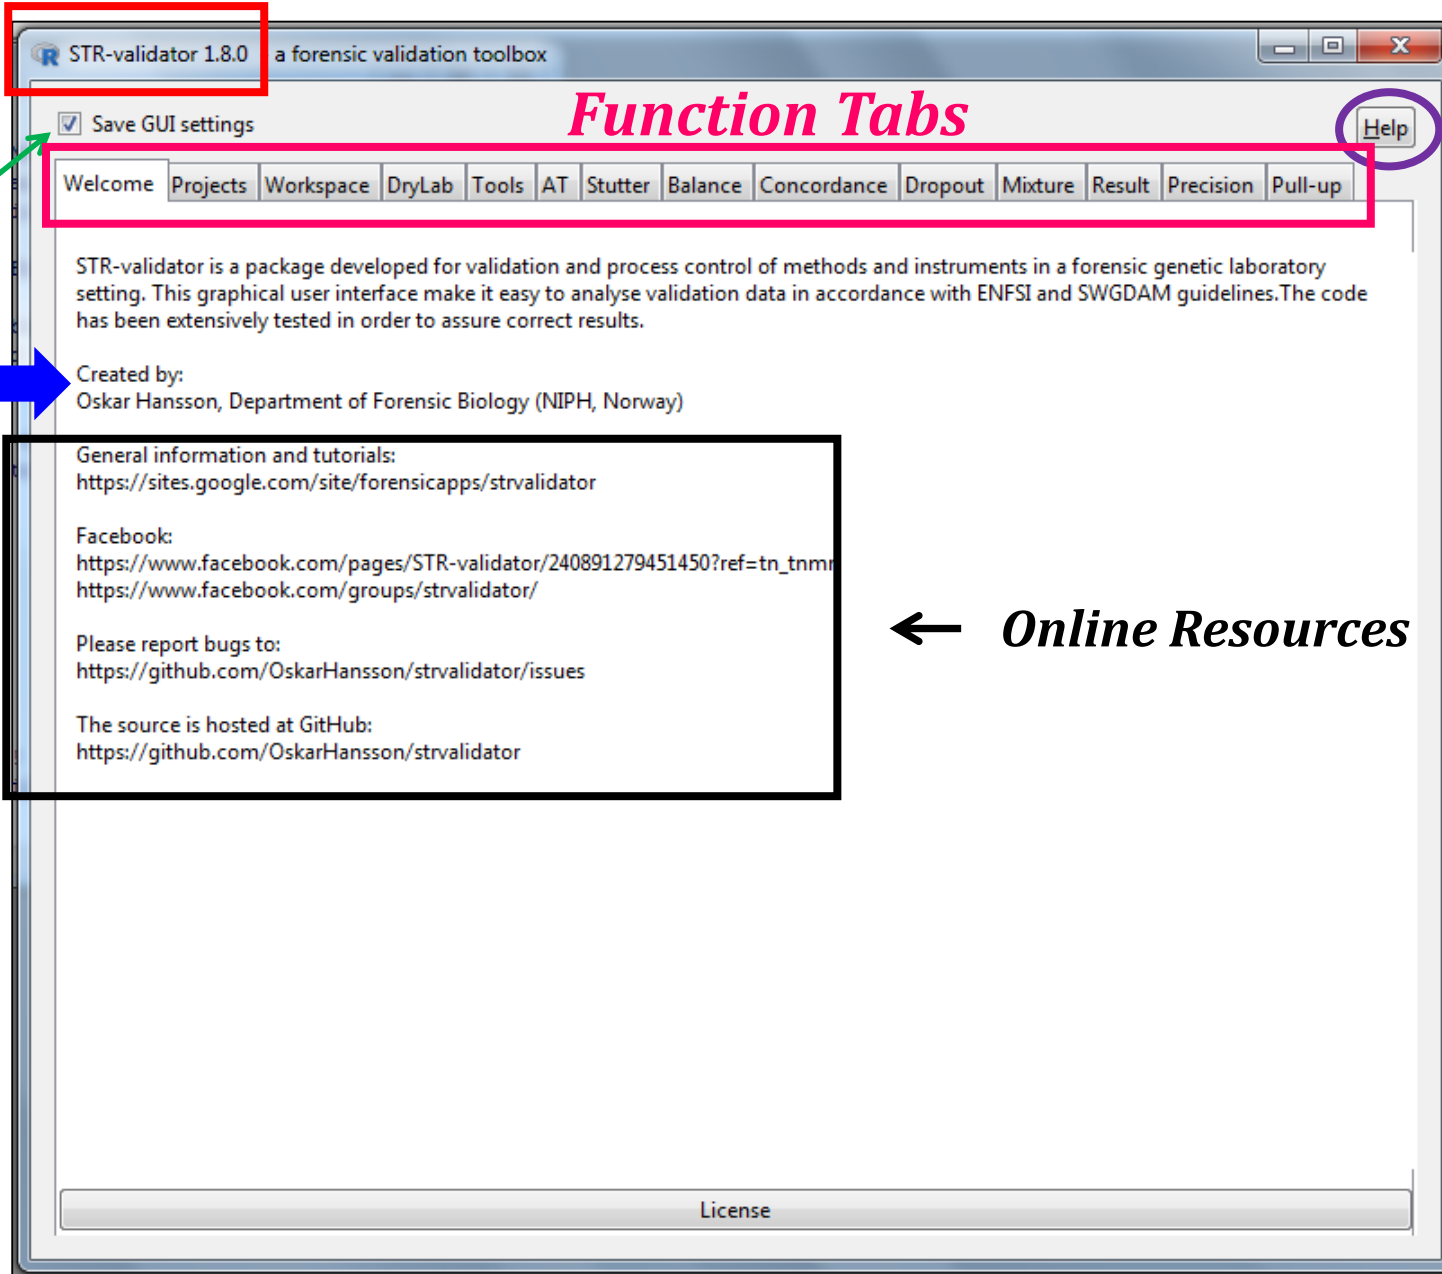 STR-validator 1.8.0 a forensic validation toolbox
Save GUI settings
Function Tabs
Help
Welcome Projects Workspace DryLab Tools AT Stutter Balance Concordance Dropout Mixture Result Precision Pull-up
STR-validator is a package developed for validation and process control of methods and instruments in a forensic genetic laboratory
setting. This graphical user interface make it easy to analyse validation data in accordance with ENFSI and SWGDAM guidelines.The code
has been extensively tested in order to assure correct results.
Created by:
Oskar Hansson, Department of Forensic Biology (NIPH, Norway)
General information and tutorials:
https://sites.google.com/site/forensicapps/strvalidator
Facebook:
https://www.facebook.com/pages/STR-validator/240891279451450?ref=tn_tnmn
https://www.facebook.com/groups/strvalidator/
Online Resources
Please report bugs to:
https://github.com/OskarHansson/strvalidator/issues
The source is hosted at GitHub:
https://github.com/OskarHansson/strvalidator
License